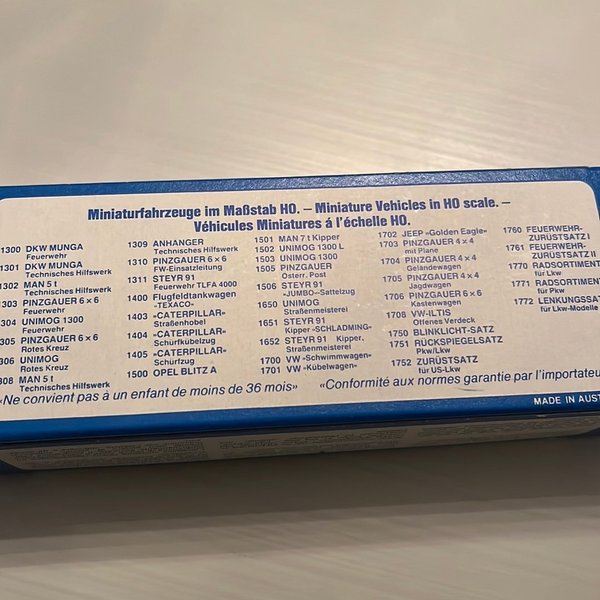 Miniaturfahrzeuge im Maßstab HO. – Miniature Vehicles in HO scale. –
Véhicules Miniatures á l'échelle HO.
1300 DKW MUNGA
Feuerwehr
1301 DKW MUNGA
Technisches Hilfswerk
1302 MAN 5 t
Technisches Hilfswerk
1303 PINZGAUER 6 × 6
Feuerwehr
304 UNIMOG 1300
Feuerwehr
305 PINZGAUER 6 × 6
Rotes Kreuz
306 UNIMOG
Rotes Kreuz
308 MAN 5 t
Technisches Hilfswerk
1309 ANHANGER
Technisches Hilfswerk
1310 PINZGAUER 6 × 6
FW-Einsatzleitung
1311 STEYR 91
Feuerwehr TLFA 4000
1400 Flugfeldtankwagen
»TEXACO«
1403 »CATERPILLAR«
Straßenhobel
1404 »CATERPILLAR«
Schürfkübelzug
1405 »CATERPILLAR«
Schürfzug
1500 OPEL BLITZ A
1501 MAN 7 t Kipper
1502 UNIMOG 1300 L
1503 UNIMOG 1300
1505 PINZGAUER
Österr. Post
1506 STEYR 91
»JUMBO«-Sattelzug
1650 UNIMOG
Straßenmeisterei
1651 STEYR 91
Kipper »SCHLADMING«
1652 STEYR 91 Kipper,
Straßenmeisterei
1700 VW »Schwimmwagen«
1701 VW »Kübelwagen«
1702 JEEP »Golden Eagle«
1703 PINZGAUER 4 × 4
mit Plane
1704 PINZGAUER 4 × 4
Geländewagen
1705 PINZGAUER 4 × 4
Jagdwagen
1706 PINZGAUER 6 × 6
Kastenwagen
1708 VW-ILTIS
Offenes Verdeck
1750 BLINKLICHT-SATZ
1751 RÜCKSPIEGELSATZ
Pkw/Lkw
1752 ZURÜSTSATZ
für US-Lkw
1760 FEUERWEHR-
ZURÜSTSATZ I
1761 FEUERWEHR-
ZURÜSTSATZ II
1770 RADSORTIMENT
für Lkw
1771 RADSORTIMENT
für Pkw
1772 LENKUNGSSA
für Lkw-Modelle
«Ne convient pas à un enfant de moins de 36 mois» «Conformité aux normes garantie par l'importateu
MADE IN AUST